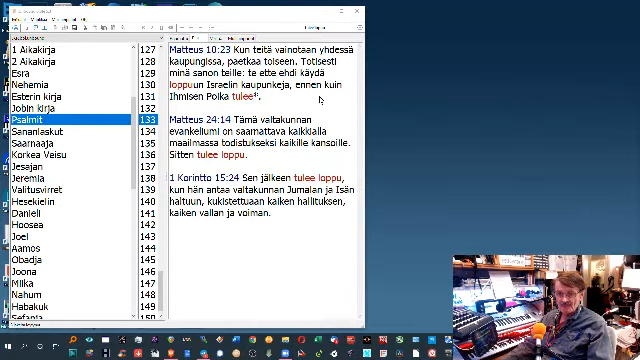 1 Aikakirja
2 Aikakirja
Esra
Nehemia
Esterin kirja
Jobin kirja
Psalmit
Sananlaskut
Saarnaaja
Korkea Veisu
Jesajan
Jeremia
Valitusvirret
Hesekielin
Danieli
Hoosea
Joel
Aamos
Obadja
Joona
Miika
Nahum
Habakuk
Sefanja
127
128
129
130
131
132
133
134
135
136
137
138
139
140
141
142
143
144
145
146
147
148
149
150
Matteus 10:23 Kun teitä vainotaan yhdessä
kaupungissa, paetkaa toiseen. Totisesti
minä sanon teille: te ette ehdi käydä
loppuun Israelin kaupunkeja, ennen kuin
Ihmisen Poika tulee*.
Matteus 24:14 Tämä valtakunnan
evankeliumi on saarnattava kaikkialla
maailmassa todistukseksi kaikille kansoille.
Sitten tulee loppu.
1 Korintto 15:24 Sen jälkeen tulee loppu,
kun hän antaa valtakunnan Jumalan ja Isän
haltuun, kukistettuaan kaiken hallituksen,
kaiken vallan ja voiman.